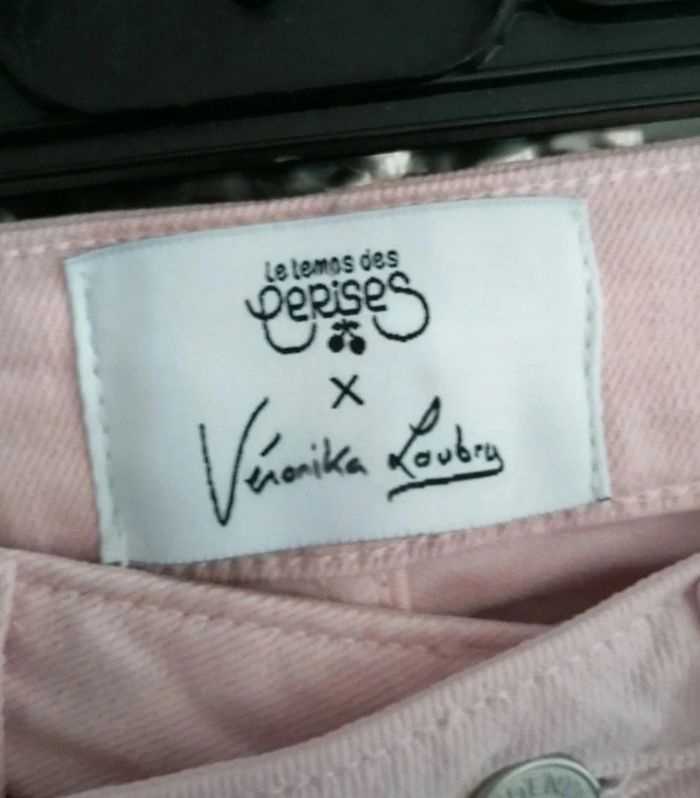 le temps des
CeRiSeS
X
Véronika Loubry